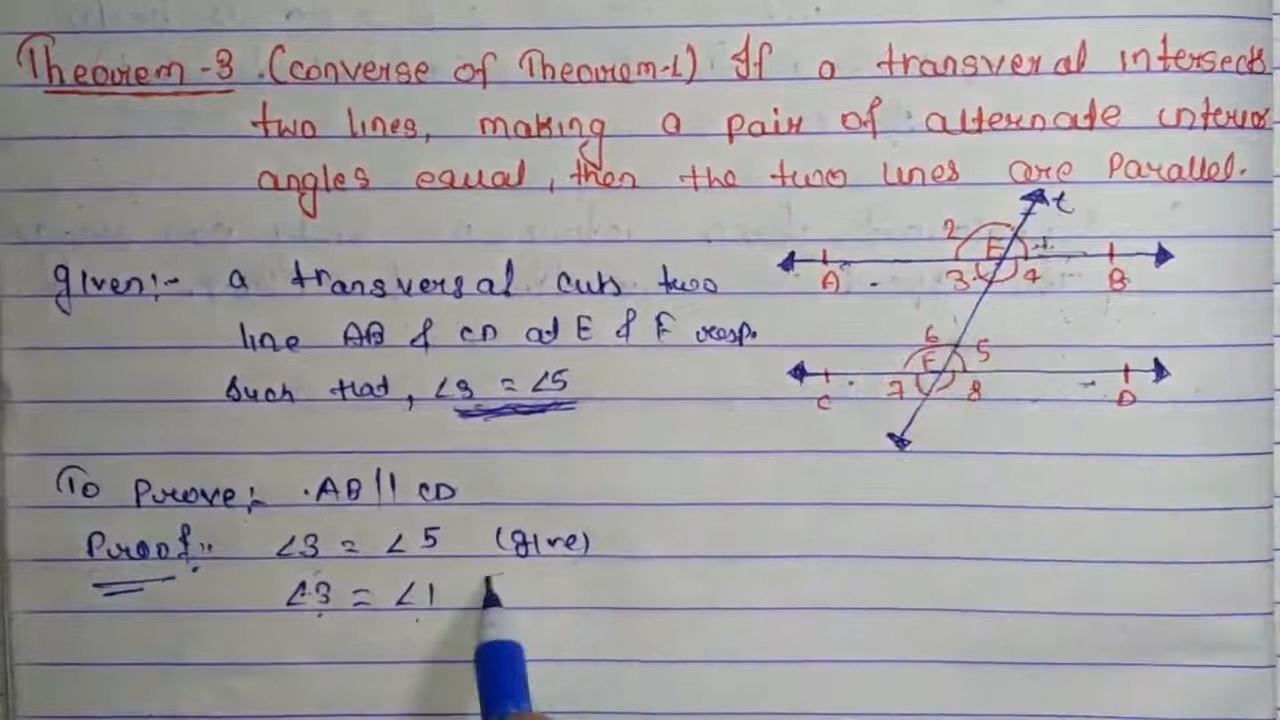 Theorem-3 (converse of Theorem-1) If a transveral intersects
two lines, making a pair of alternate interior
angles equal, then the two lines are Parallel.
t
2 E 1
A 3 4 B
6 5
F
C 7 8 D
given:- a transversal cuts two
line AB & CD at E & F resp.
Such that, ∠3 = ∠5
To Prove:- AB || CD
Proof:- ∠3 = ∠5 (give)
∠3 = ∠1